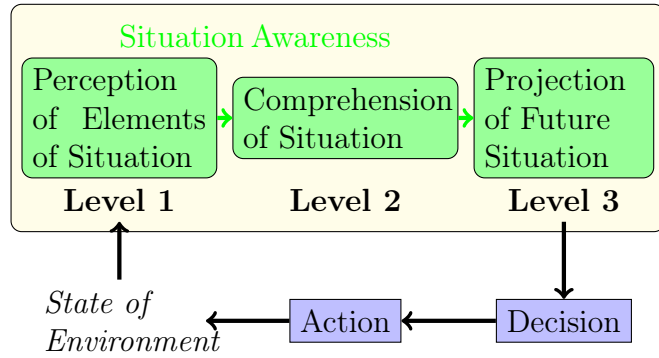 Situation Awareness
Perception
of Elements
of Situation
Comprehension
of Situation
Projection
of Future
Situation
Level 1
Level 2
Level 3
State of
Environment
Action
Decision